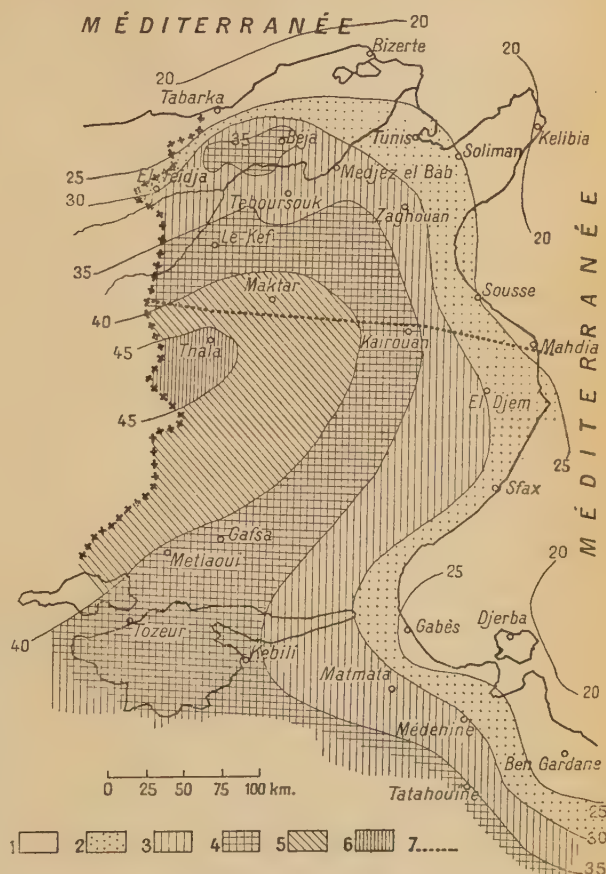 MÉDITERRANÉE
20
Bizerte
20
20
Tabarka
Kelibia
35
Beja
Tunis
Soliman
25
El Feidja
Medjez el Bab
30
Teboursouk
Zaghouan
20
Le Kef
35
MÉDITERRANÉE
Maktar
Sousse
40
45
Thala
Kairouan
Mahdia
El Djem
45
25
Sfax
Gafsa
Metlaoui
20
25
40
Tozeur
Gabès
Djerba
Kebili
20
Matmata
Médenine
Ben Gardane
0 25 50 75 100 km.
Tatahouine
25
30
35
1 2 3 4 5 6 7